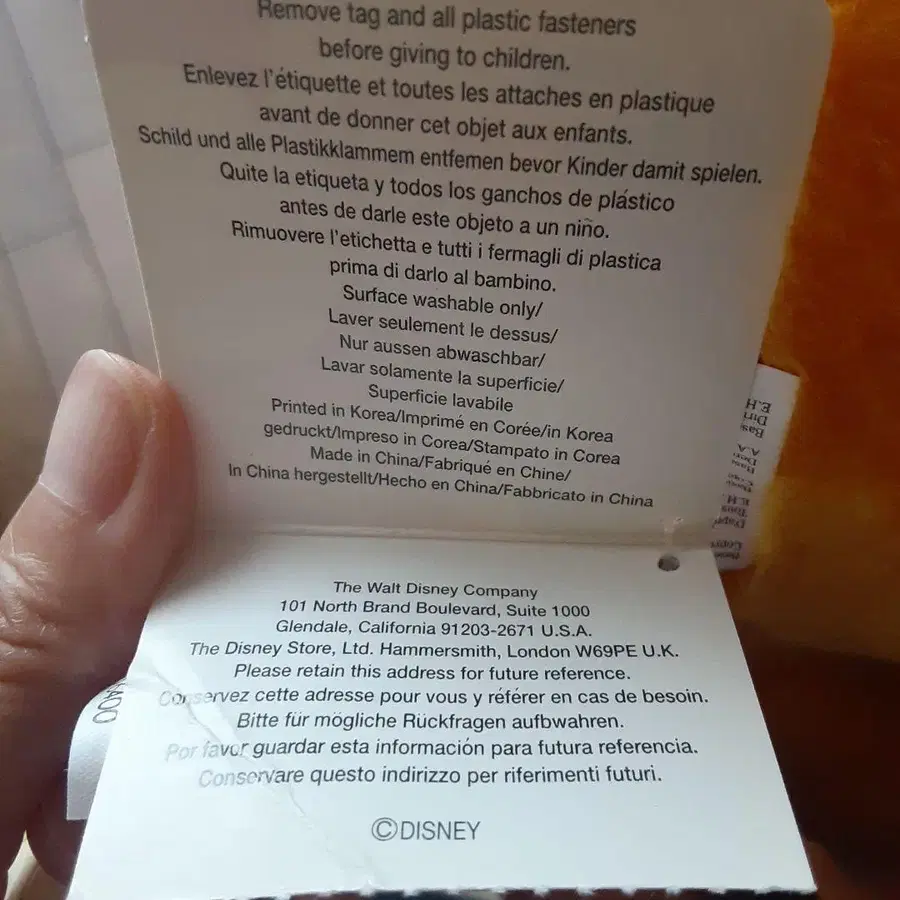 Remove tag and all plastic fasteners
before giving to children.
Enlevez l'étiquette et toutes les attaches en plastique
avant de donner cet objet aux enfants.
Schild und alle Plastikklammem entfemen bevor Kinder damit spielen.
Quite la etiqueta y todos los ganchos de plástico
antes de darle este objeto a un niño.
Rimuovere l'etichetta e tutti i fermagli di plastica
prima di darlo al bambino.
Surface washable only/
Laver seulement le dessus/
Nur aussen abwaschbar/
Lavar solamente la superficie/
Superficie lavabile
Printed in Korea/Imprimé en Corée/in Korea
gedruckt/Impreso in Corea/Stampato in Corea
Made in China/Fabriqué en Chine/
In China hergestellt/Hecho en China/Fabbricato in China
The Walt Disney Company
101 North Brand Boulevard, Suite 1000
Glendale, California 91203-2671 U.S.A.
The Disney Store, Ltd. Hammersmith, London W69PE U.K.
Please retain this address for future reference.
Conservez cette adresse pour vous y référer en cas de besoin.
Bitte für mögliche Rückfragen aufbwahren.
Por favor guardar esta información para futura referencia.
Conservare questo indirizzo per riferimenti futuri.
©DISNEY
E.H